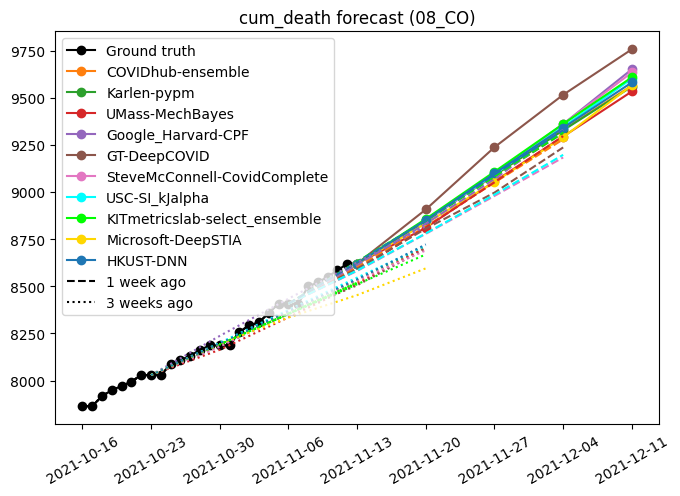 cum_death forecast (08_CO)
9750
9500
9250
9000
8750
8500
8250
8000
Ground truth
COVIDhub-ensemble
Karlen-pypm
UMass-MechBayes
Google_Harvard-CPF
GT-DeepCOVID
SteveMcConnell-CovidComplete
USC-SI_kJalpha
KITmetricslab-select_ensemble
Microsoft-DeepSTIA
HKUST-DNN
1 week ago
3 weeks ago
2021-10-16
2021-10-23
2021-10-30
2021-11-06
2021-11-13
2021-11-20
2021-11-27
2021-12-04
2021-12-11